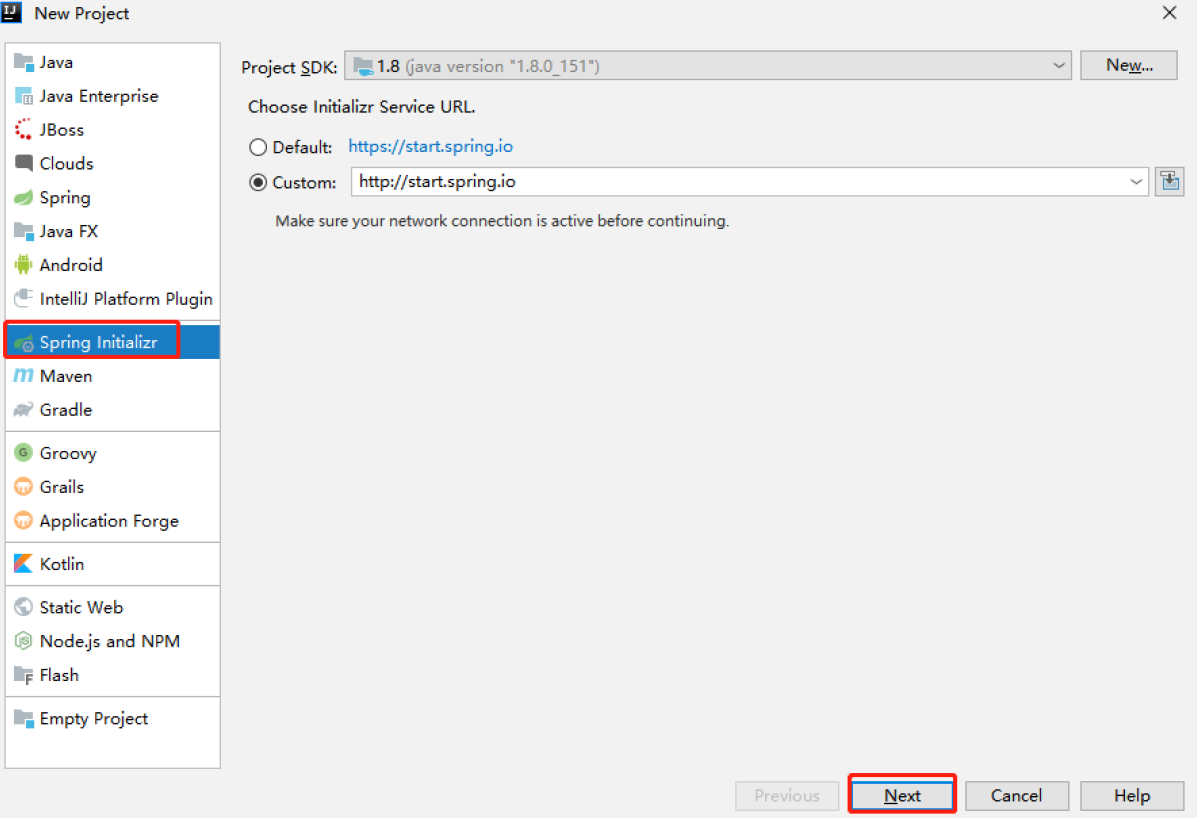 New Project
Java
Java Enterprise
JBoss
Clouds
Spring
Java FX
Android
IntelliJ Platform Plugin
Spring Initializr
Maven
Gradle
Groovy
Grails
Application Forge
Kotlin
Static Web
Node.js and NPM
Flash
Empty Project
Project SDK: 1.8 (java version "1.8.0_151") New...
Choose Initializr Service URL.
Default: https://start.spring.io
Custom: http://start.spring.io
Make sure your network connection is active before continuing.
Previous Next Cancel Help